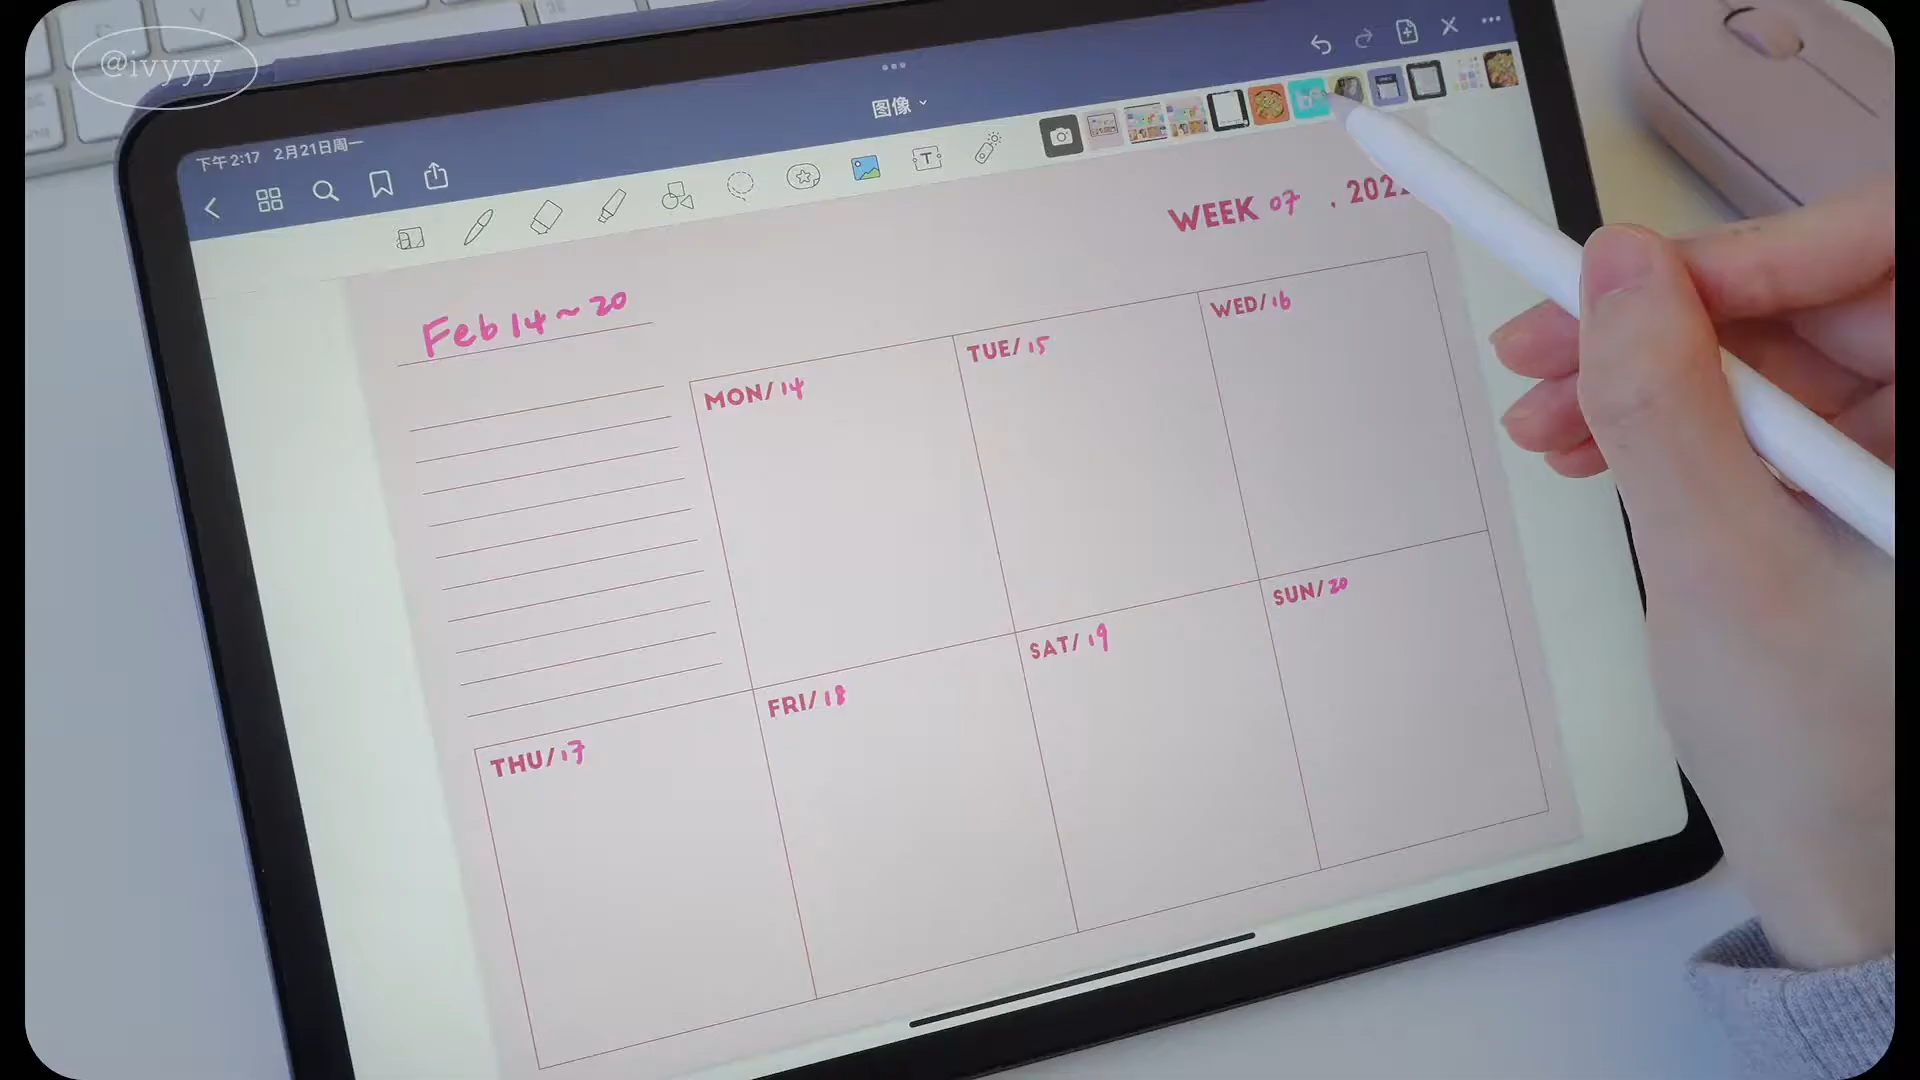 @ivyyy
下午2:17 2月21日周一
图像
WEEK 07 . 202
Feb 14~20
MON/14
TUE/15
WED/16
THU/17
FRI/18
SAT/19
SUN/20